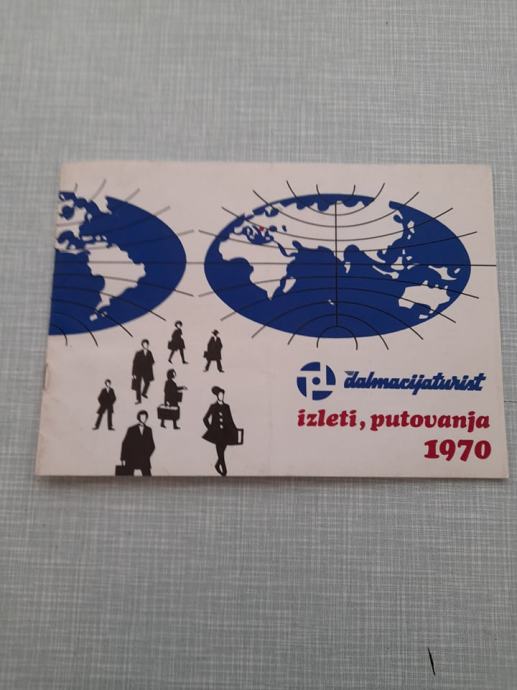 dalmacijaturist
izleti, putovanja
1970